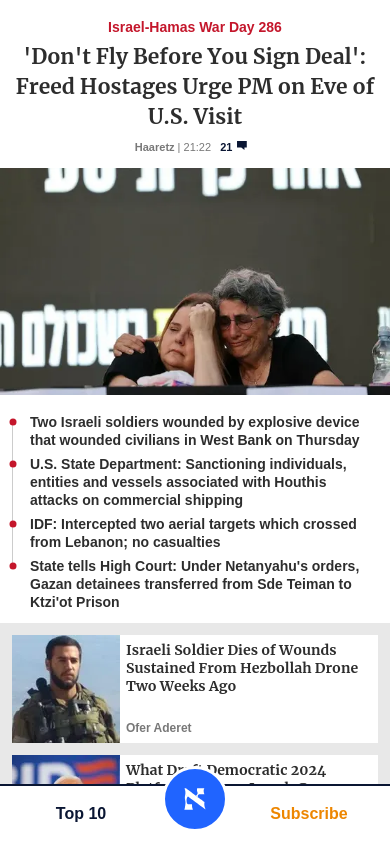 Israel-Hamas War Day 286
'Don't Fly Before You Sign Deal':
Freed Hostages Urge PM on Eve of
U.S. Visit
Haaretz | 21:22 21
Two Israeli soldiers wounded by explosive device
that wounded civilians in West Bank on Thursday
U.S. State Department: Sanctioning individuals,
entities and vessels associated with Houthis
attacks on commercial shipping
IDF: Intercepted two aerial targets which crossed
from Lebanon; no casualties
State tells High Court: Under Netanyahu's orders,
Gazan detainees transferred from Sde Teiman to
Ktzi'ot Prison
Israeli Soldier Dies of Wounds
Sustained From Hezbollah Drone
Two Weeks Ago
Ofer Aderet
What Draft Democratic 2024
Top 10
Subscribe